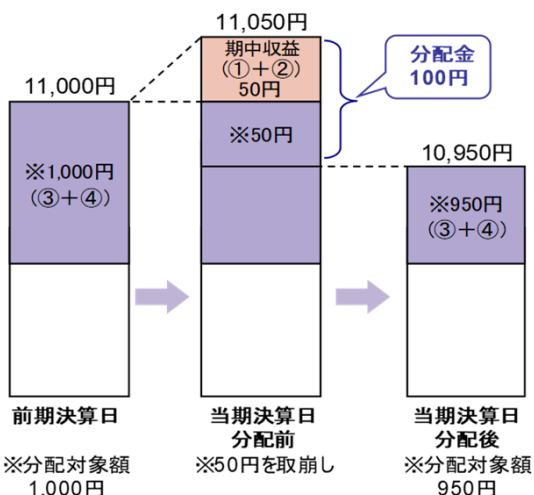 11,050円
11,000円
期中収益
(①+②)
50円
分配金
100円
※50円
10,950円
※1,000円
(③+④)
※950円
(③+④)
前期決算日
当期決算日
分配前
当期決算日
分配後
※分配対象額
1,000円
※50円を取崩し
※分配対象額
950円